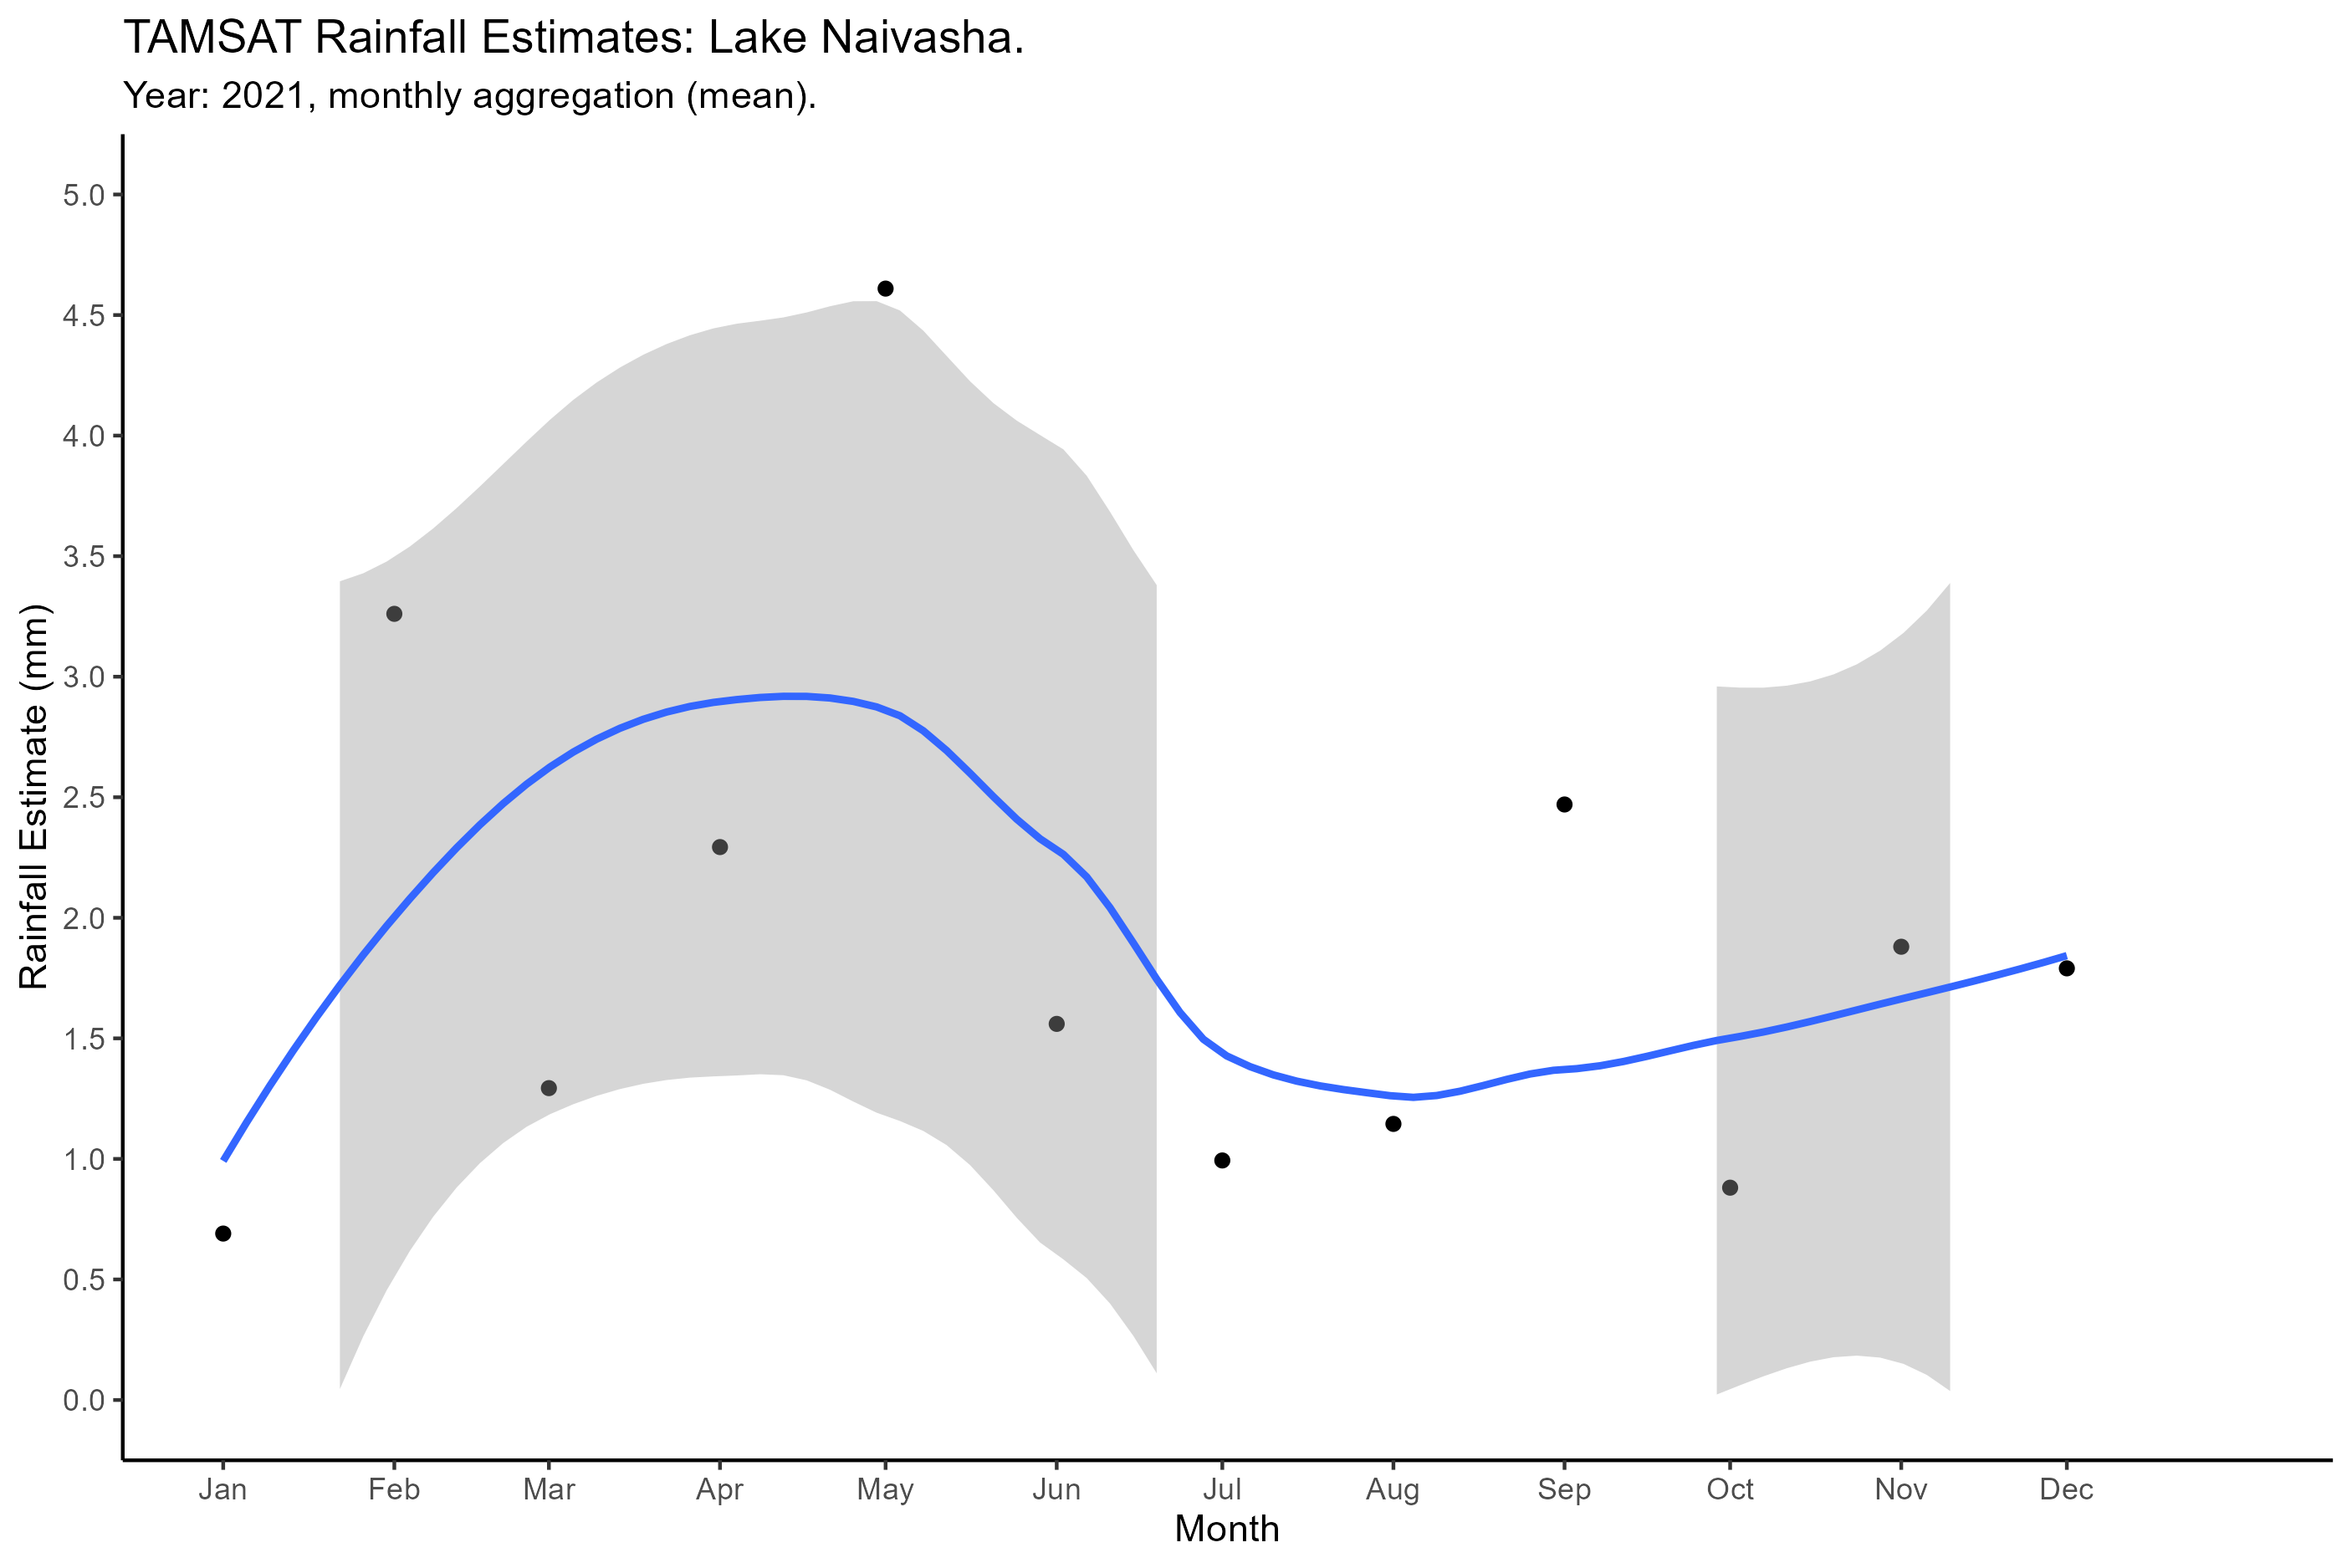 TAMSAT Rainfall Estimates: Lake Naivasha.
Year: 2021, monthly aggregation (mean).
Rainfall Estimate (mm)
5.0
4.5
4.0
3.5
3.0
2.5
2.0
1.5
1.0
0.5
0.0
Jan Feb Mar Apr May Jun Jul Aug Sep Oct Nov Dec
Month